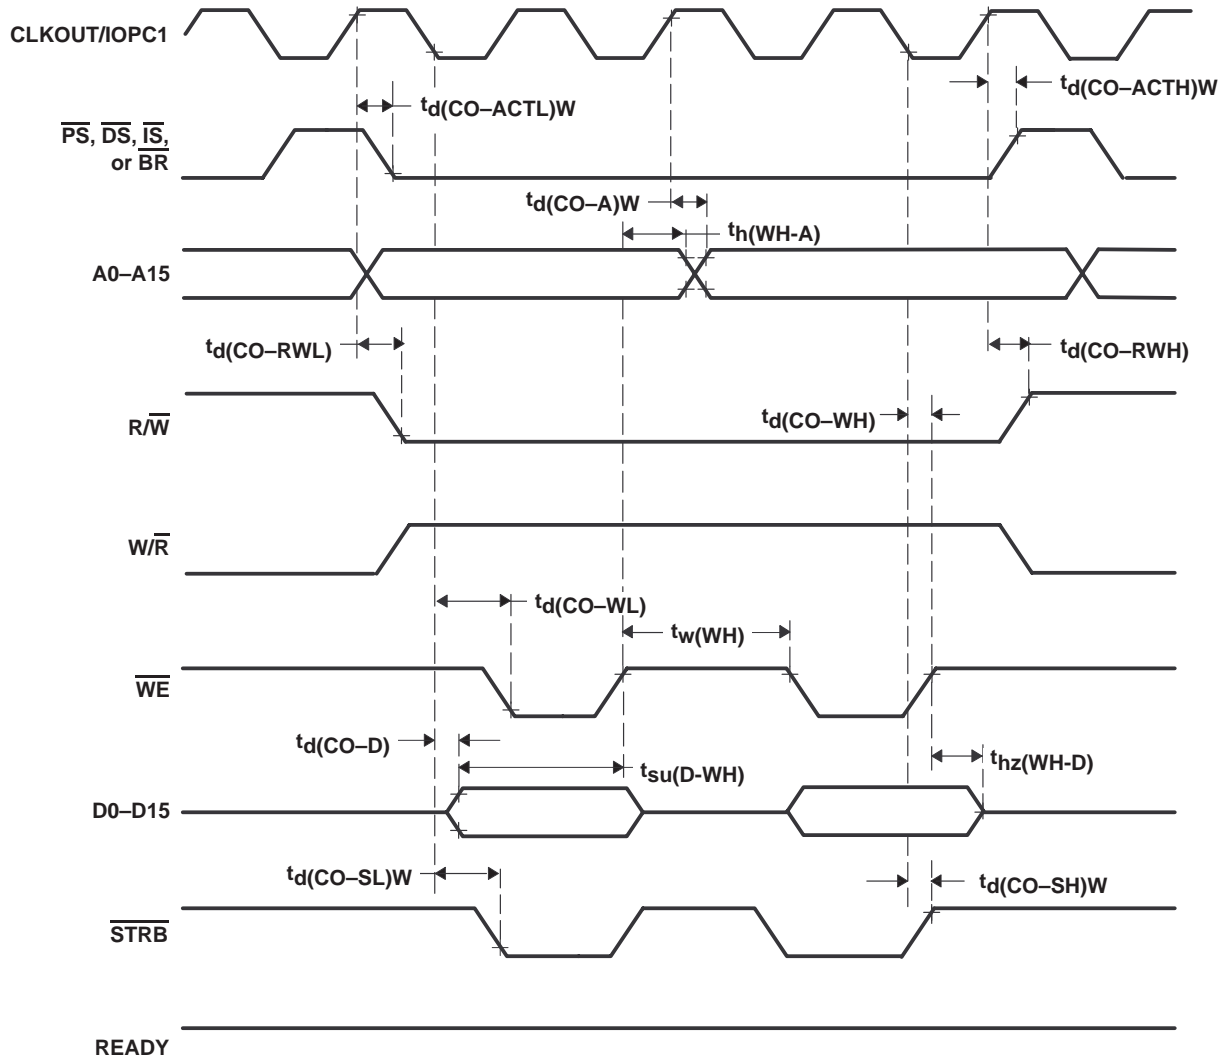 CLKOUT/IOPC1
td(CO–ACTL)W
td(CO–ACTH)W
PS, DS, IS,
or BR
td(CO–A)W
th(WH-A)
A0–A15
td(CO–RWL)
td(CO–RWH)
R/W
td(CO–WH)
W/R
td(CO–WL)
tw(WH)
WE
td(CO–D)
tsu(D-WH)
thz(WH-D)
D0–D15
td(CO–SL)W
td(CO–SH)W
STRB
READY